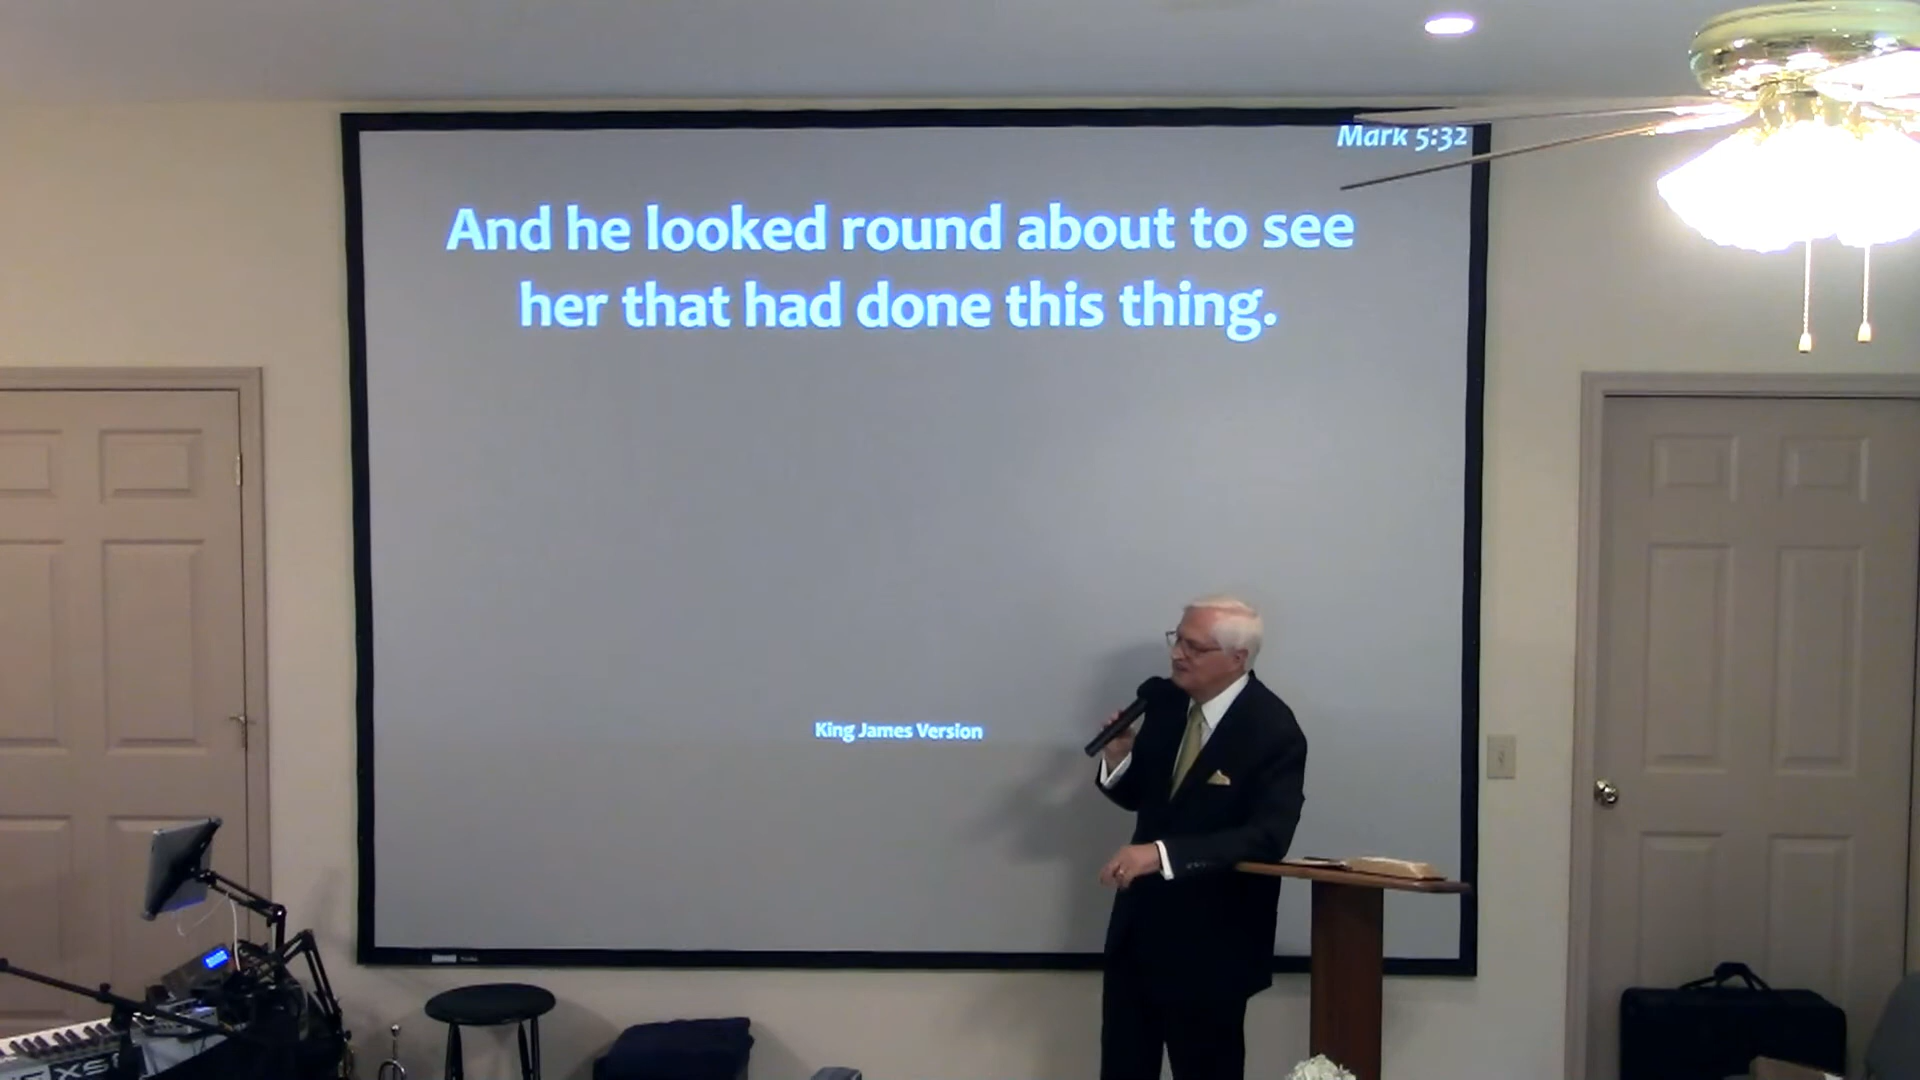 Mark 5:32
And he looked round about to see
her that had done this thing.
King James Version
XS